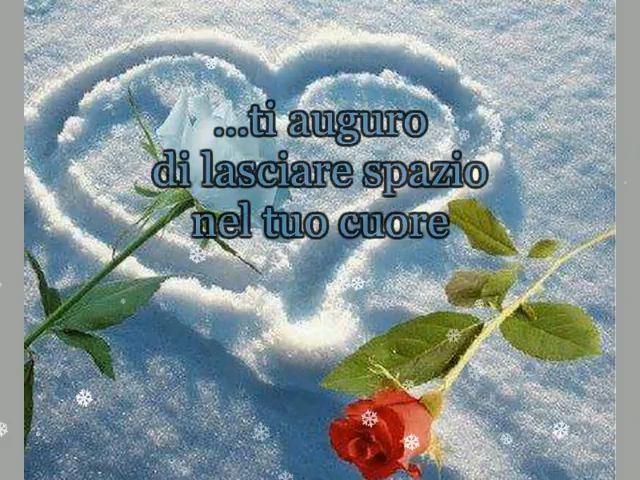 ...ti auguro
di lasciare spazio
nel tuo cuore